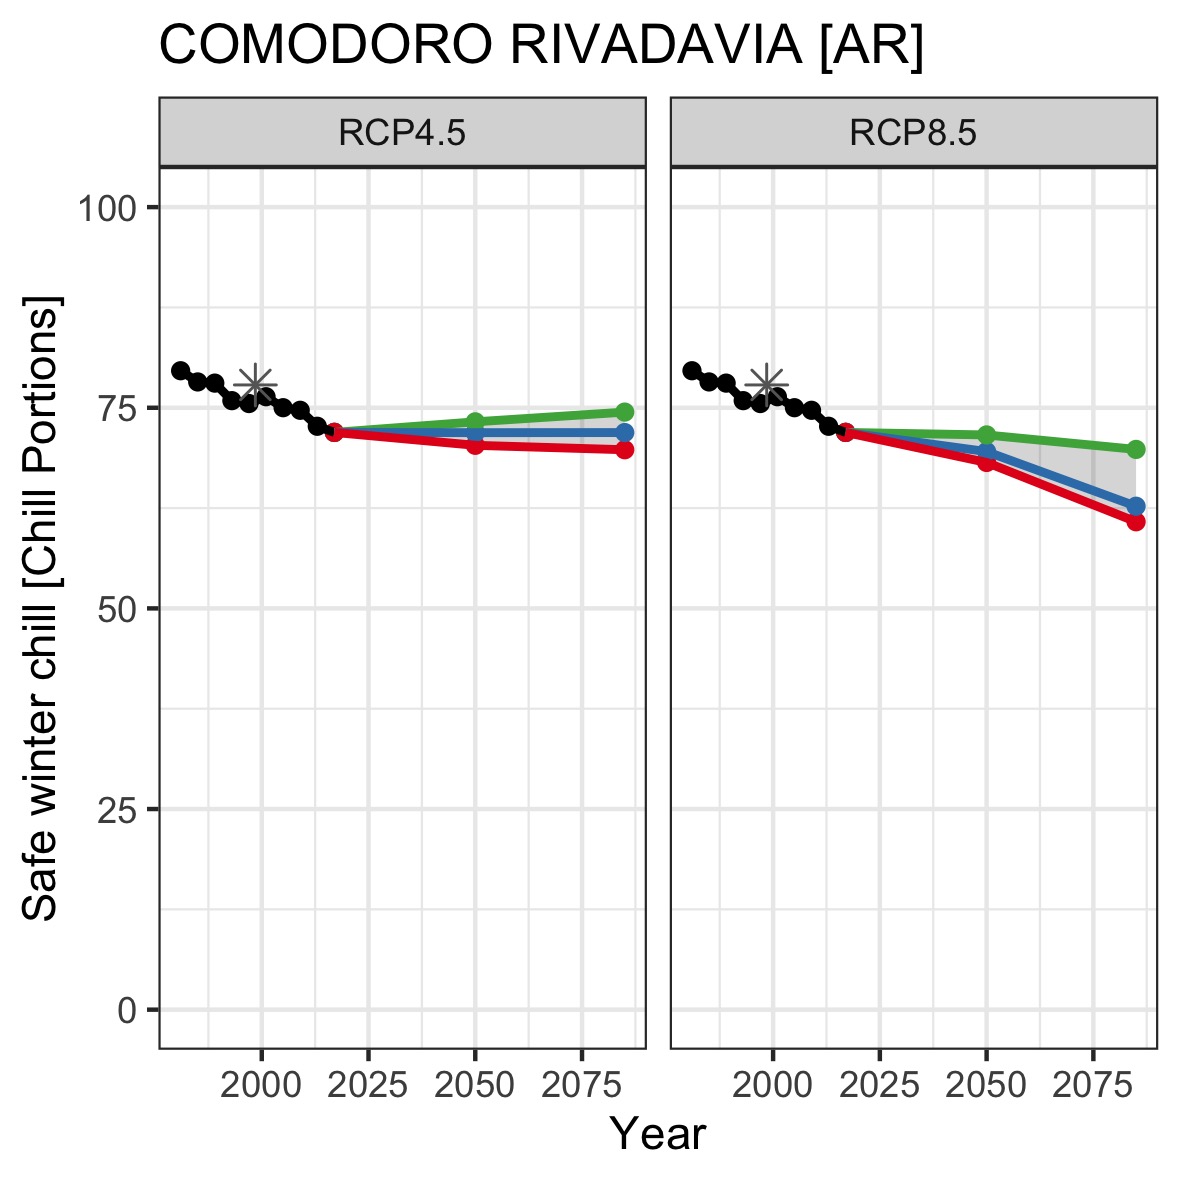 COMODORO RIVADAVIA [AR]
RCP4.5
RCP8.5
Safe winter chill [Chill Portions]
100
75
50
25
0
2000 2025 2050 2075
2000 2025 2050 2075
Year